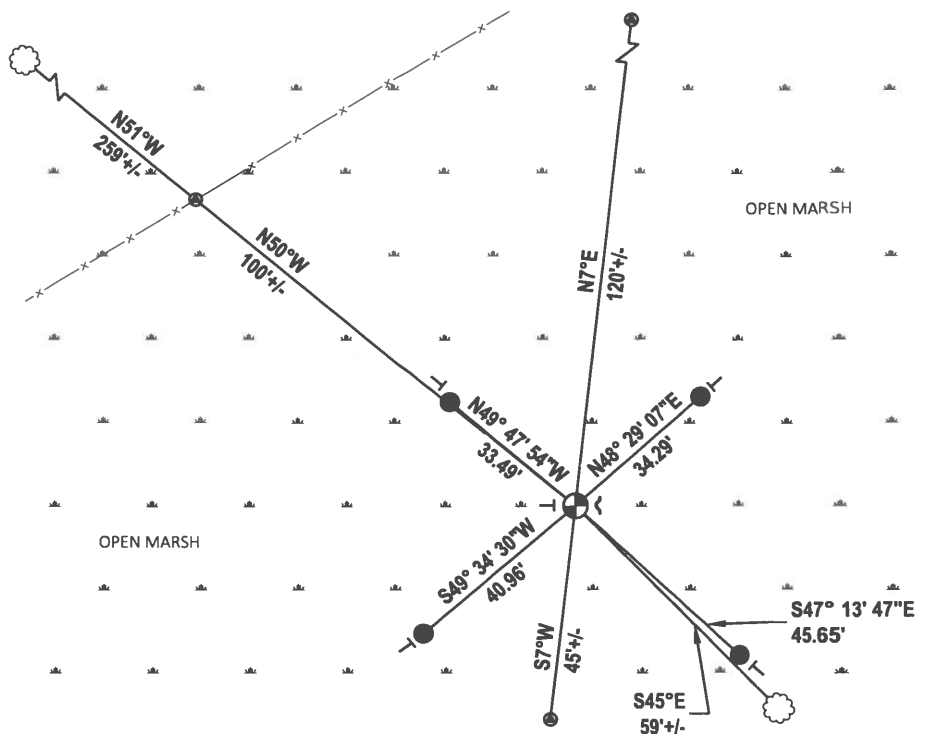 N51°W
259'+/-
N50°W
100'+/-
OPEN MARSH
N7°E
120'+/-
N49° 47' 54"W
33.49'
N48° 29' 07"E
34.29'
OPEN MARSH
S49° 34' 30"W
40.96'
S7°W
45'+/-
S47° 13' 47"E
45.65'
S45°E
59'+/-